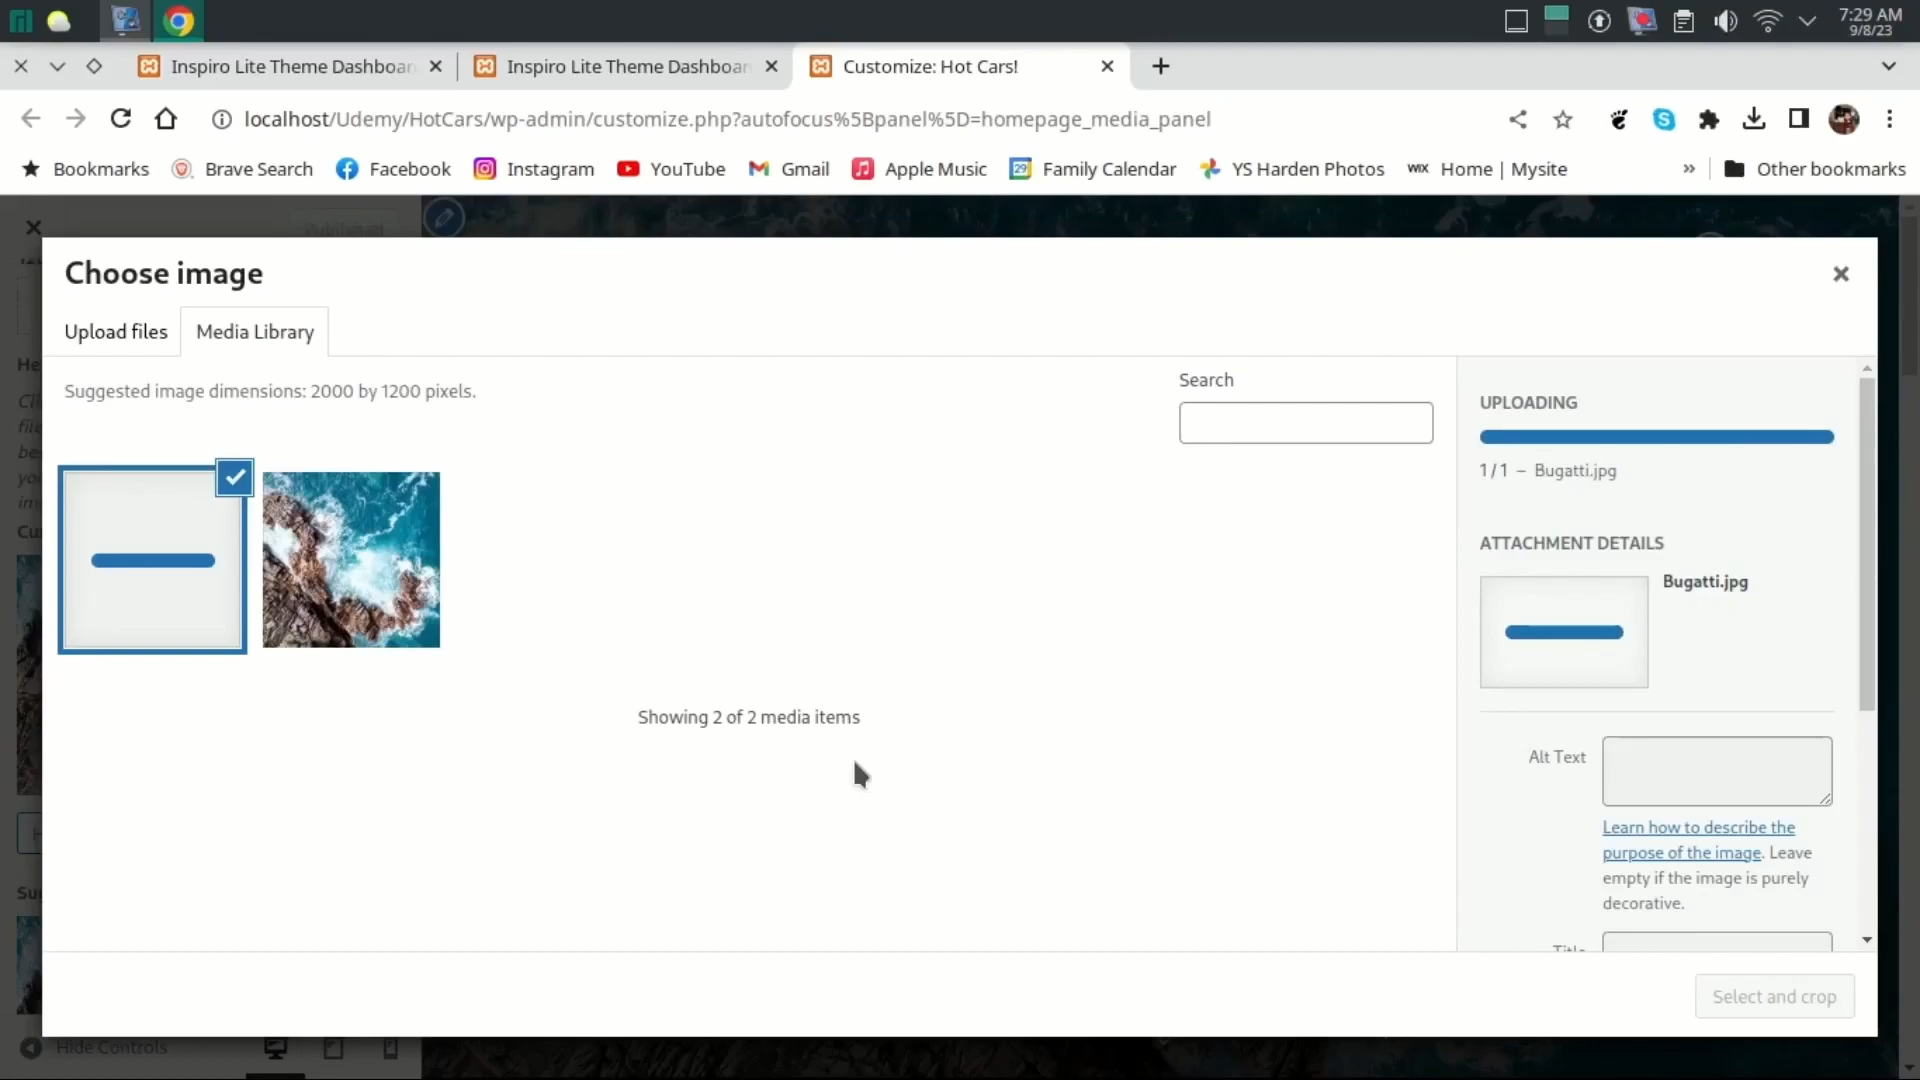 7:29 AM
9/8/23
Inspiro Lite Theme Dashboar
Inspiro Lite Theme Dashboar
Customize: Hot Cars!
localhost/Udemy/HotCars/wp-admin/customize.php?autofocus%5Bpanel%5D=homepage_media_panel
Bookmarks
Brave Search
Facebook
Instagram
YouTube
Gmail
Apple Music
Family Calendar
YS Harden Photos
WIX Home | Mysite
»
Other bookmarks
Published
Choose image
Upload files
Media Library
Suggested image dimensions: 2000 by 1200 pixels.
Search
UPLOADING
1 / 1 – Bugatti.jpg
ATTACHMENT DETAILS
Bugatti.jpg
Showing 2 of 2 media items
Alt Text
Learn how to describe the
purpose of the image. Leave
empty if the image is purely
decorative.
Title
Select and crop
Hide Controls